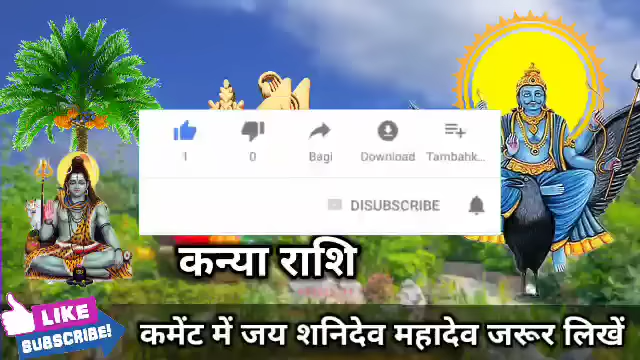 1 0 Bagi Download Tambahk...
DISUBSCRIBE
कन्या राशि
LIKE
SUBSCRIBE!
कमेंट में जय शनिदेव महादेव जरूर लिखें